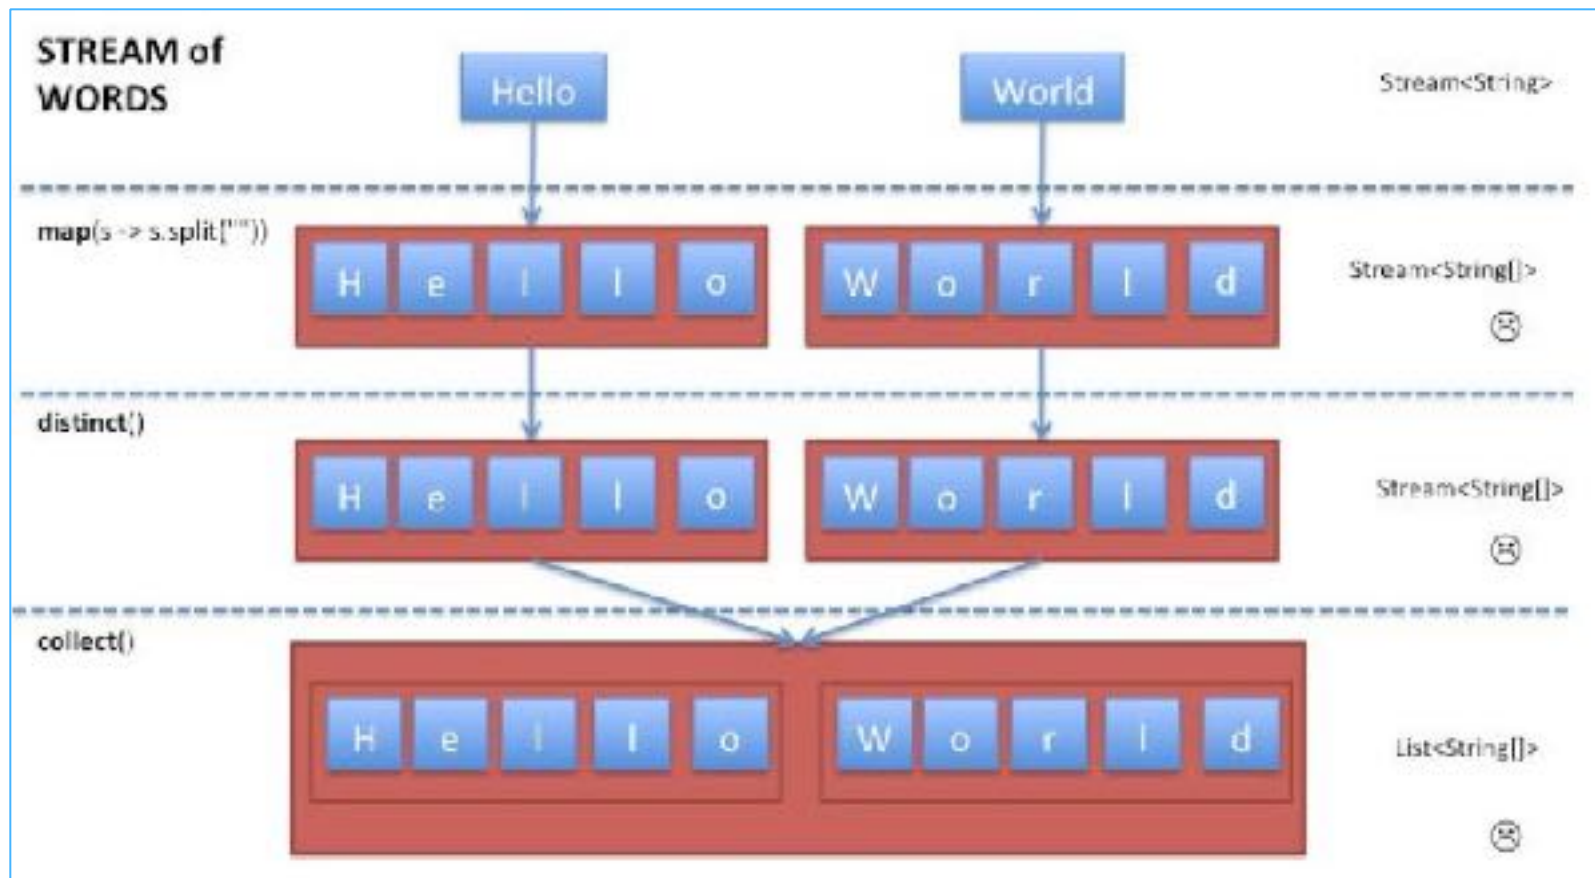 STREAM of
WORDS
Hello
World
Stream<String>
map(s -> s.split(""))
H e l l o
W o r l d
Stream<String[]>
☹
distinct()
H e l l o
W o r l d
Stream<String[]>
☹
collect()
H e l l o
W o r l d
List<String[]>
☹